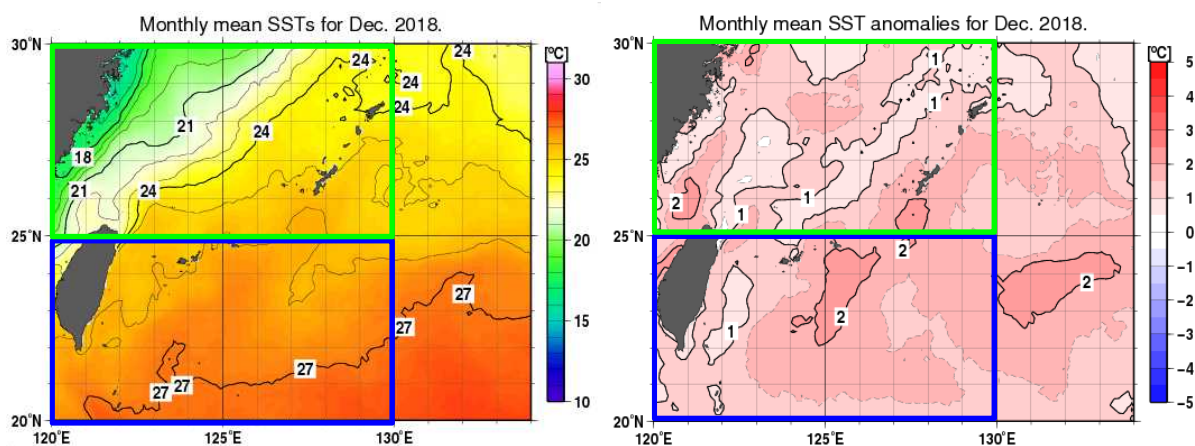 Monthly mean SSTs for Dec. 2018.
30°N
25°N
20°N
120°E
125°E
130°E
24
24
24
24
21
24
18
21
24
27
27
27
27
27
[°C]
30
25
20
15
10
Monthly mean SST anomalies for Dec. 2018.
30°N
25°N
20°N
120°E
125°E
130°E
1
1
2
1
1
2
2
2
1
[°C]
5
4
3
2
1
0
−1
−2
−3
−4
−5